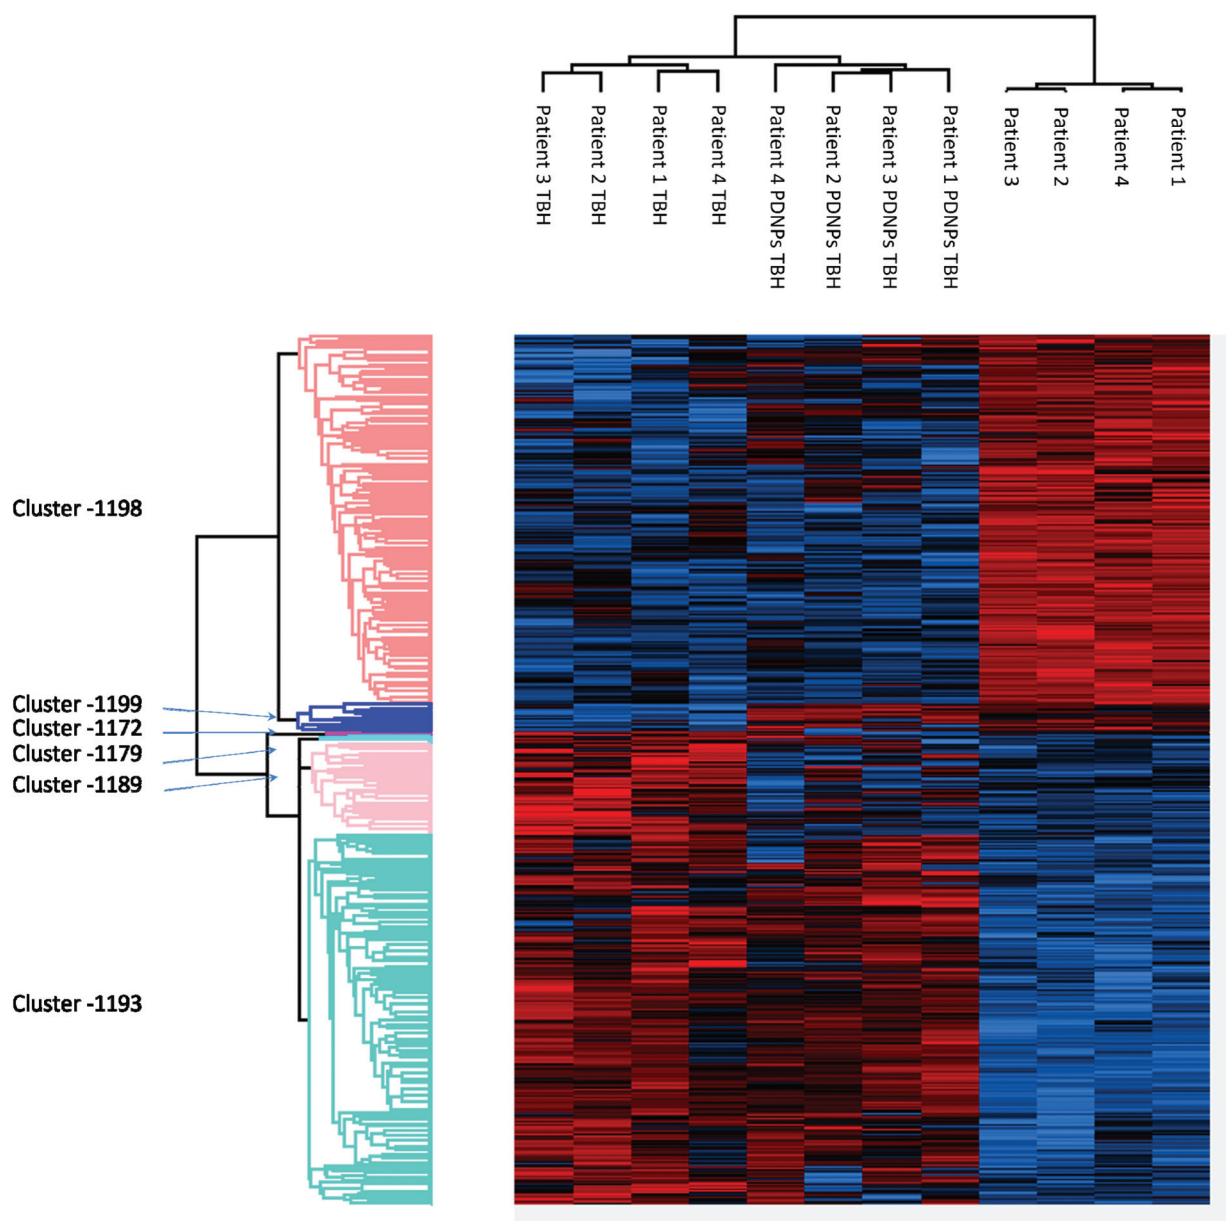 Patient 3 TBH
Patient 2 TBH
Patient 1 TBH
Patient 4 TBH
Patient 4 PDNPs TBH
Patient 2 PDNPs TBH
Patient 3 PDNPs TBH
Patient 1 PDNPs TBH
Patient 3
Patient 2
Patient 4
Patient 1
Cluster -1198
Cluster -1199
Cluster -1172
Cluster -1179
Cluster -1189
Cluster -1193